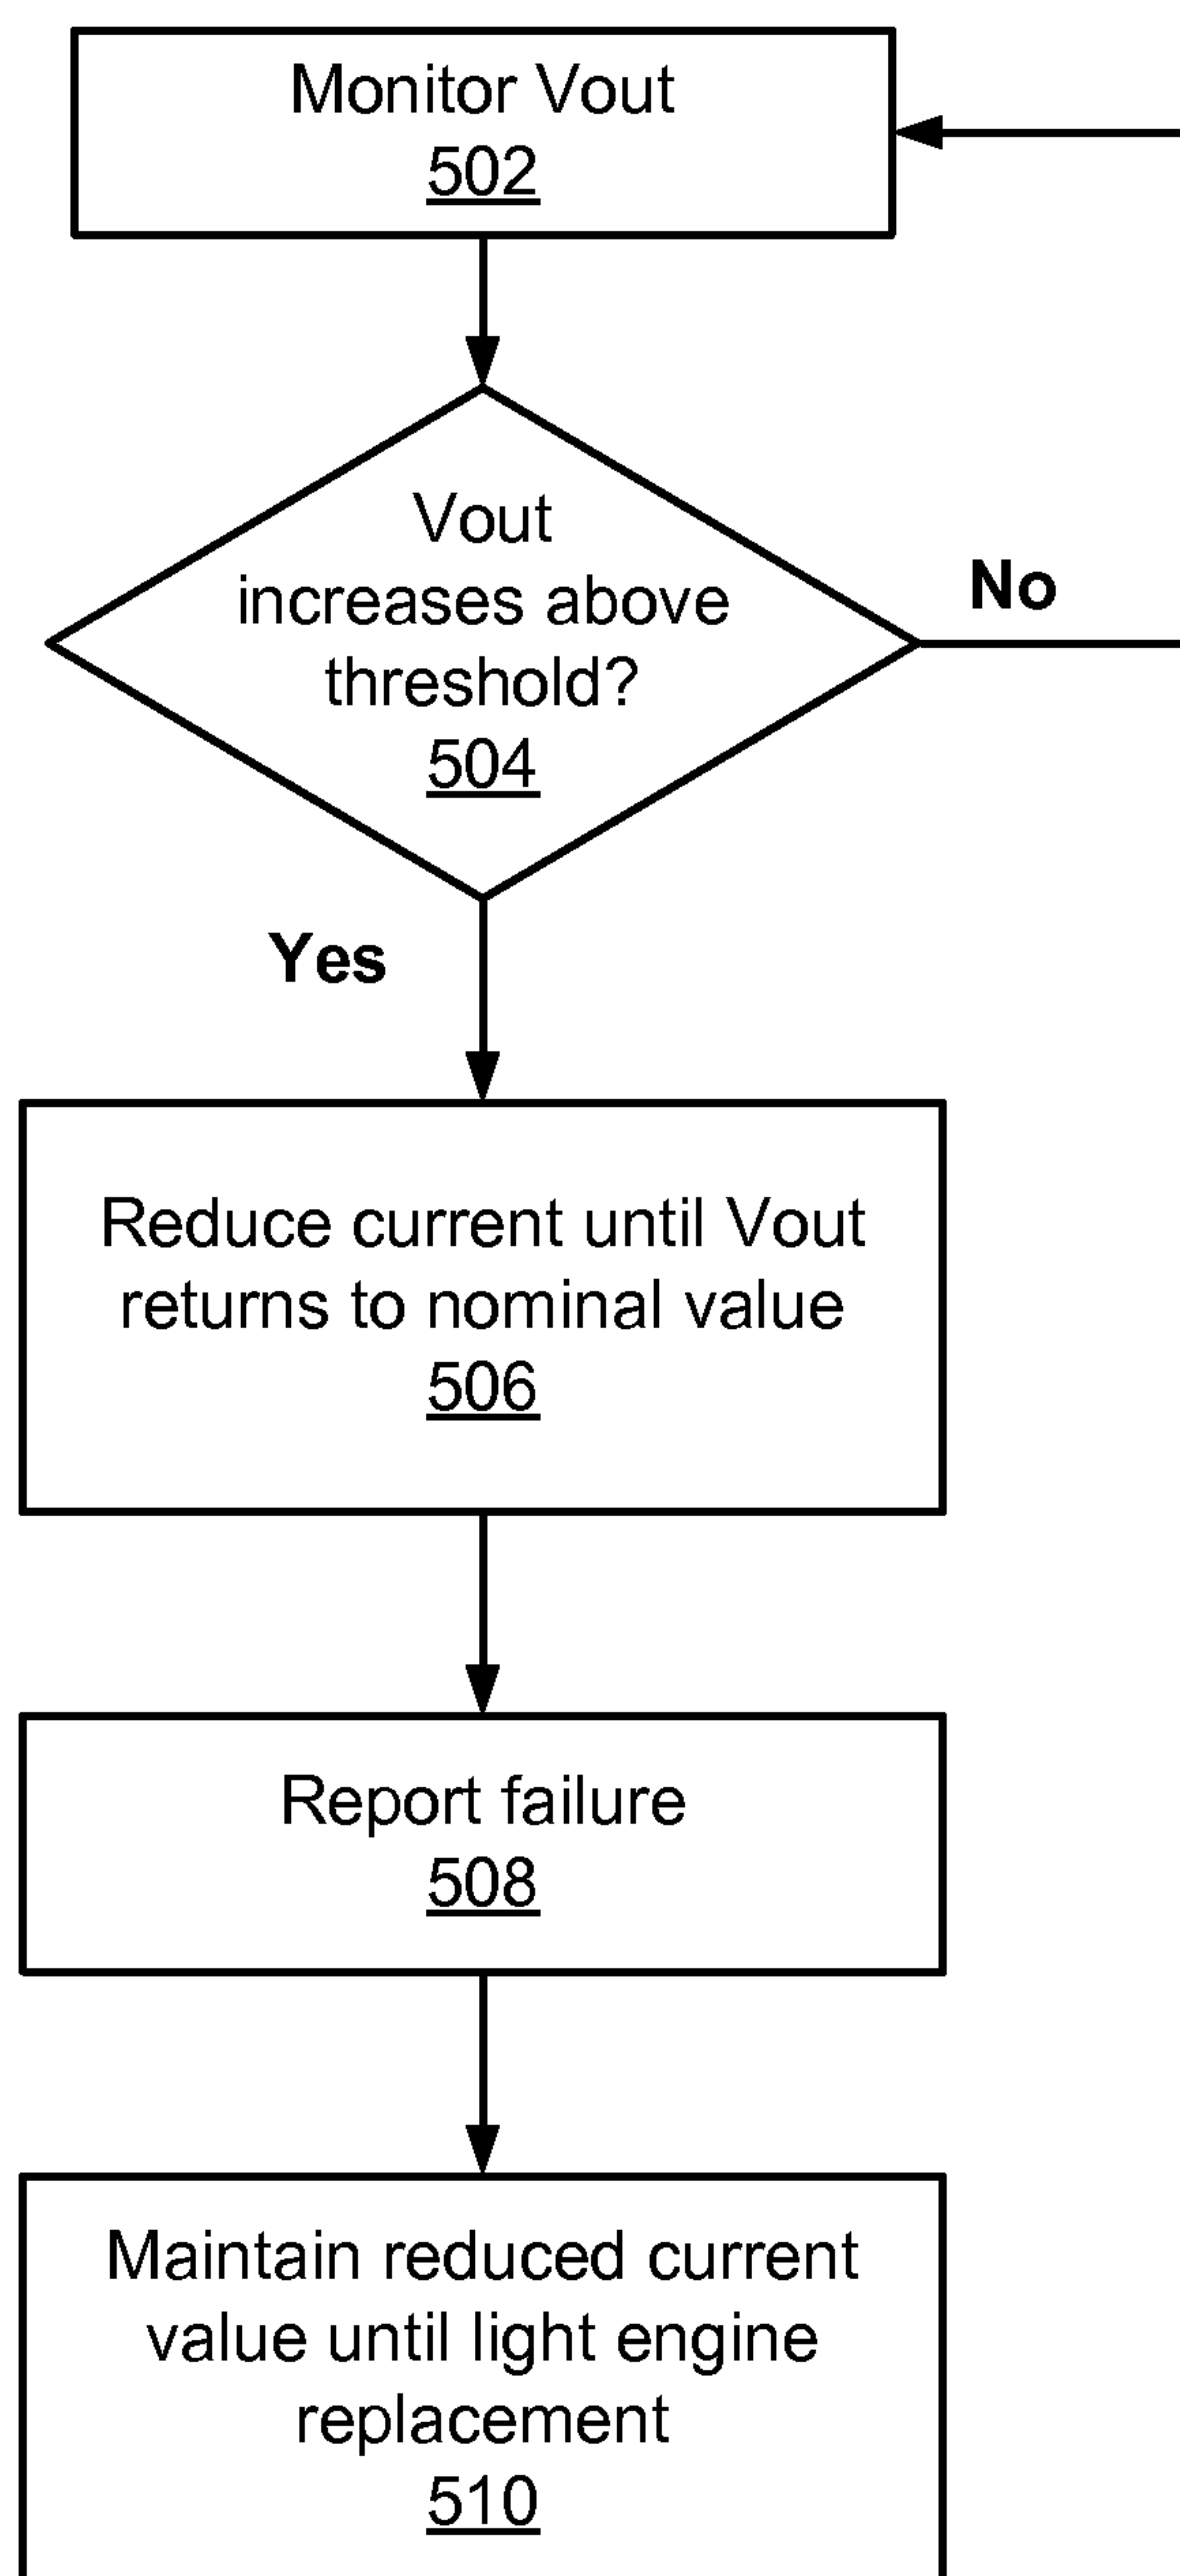 Monitor Vout
502
Vout
increases above
threshold?
504
No
Yes
Reduce current until Vout
returns to nominal value
506
Report failure
508
Maintain reduced current
value until light engine
replacement
510